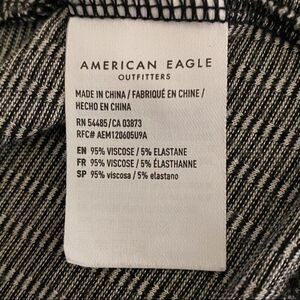 AMERICAN EAGLE
OUTFITTERS
MADE IN CHINA / FABRIQUÉ EN CHINE /
HECHO EN CHINA
RN 54485/CA 03873
RFC# AEM120605U9A
EN 95% VISCOSE / 5% ELASTANE
FR 95% VISCOSE / 5% ÉLASTHANNE
SP 95% viscosa / 5% elastano